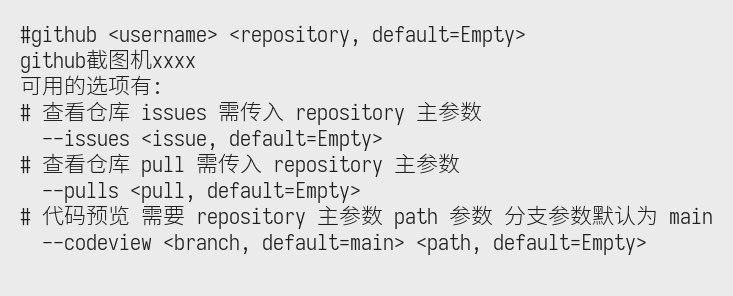 #github <username> <repository, default=Empty>
github截图机xxxx
可用的选项有:
# 查看仓库 issues 需传入 repository 主参数
--issues <issue, default=Empty>
# 查看仓库 pull 需传入 repository 主参数
--pulls <pull, default=Empty>
# 代码预览 需要 repository 主参数 path 参数 分支参数默认为 main
--codeview <branch, default=main> <path, default=Empty>